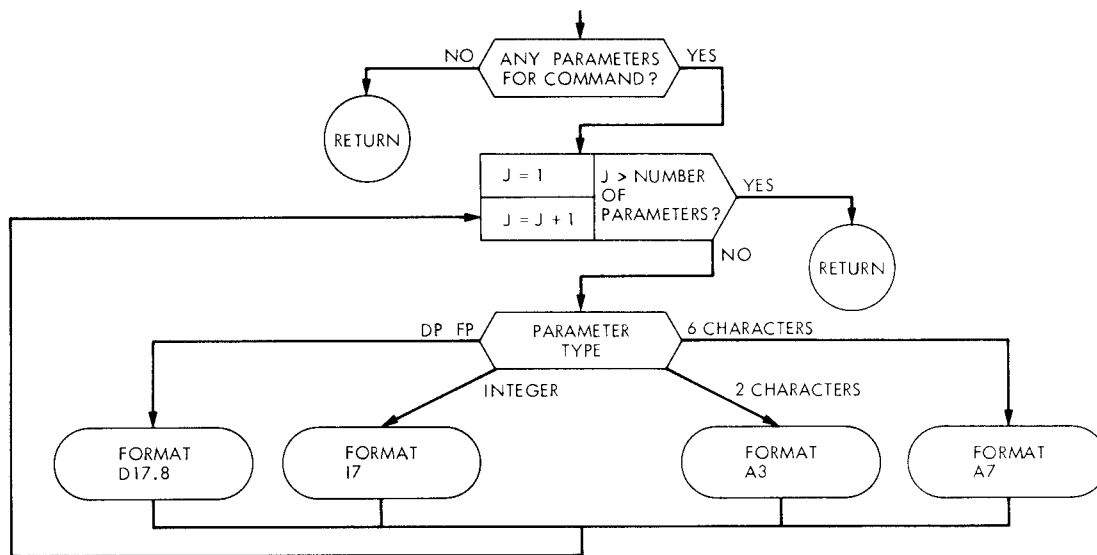 NO
ANY PARAMETERS
FOR COMMAND?
YES
RETURN
J = 1
J = J + 1
J > NUMBER
OF
PARAMETERS?
YES
NO
RETURN
DP FP
PARAMETER
TYPE
6 CHARACTERS
INTEGER
2 CHARACTERS
FORMAT
D17.8
FORMAT
I7
FORMAT
A3
FORMAT
A7